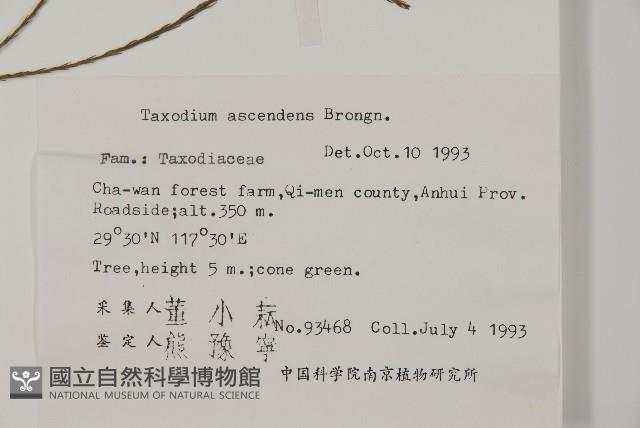 Taxodium ascendens Brongn.
Fam.: Taxodiaceae Det.Oct.10 1993
Cha-wan forest farm,Qi-men county,Anhui Prov.
Roadside;alt.350 m.
29°30'N 117°30'E
Tree,height 5 m.;cone green.
采集人 董小
No.93468 Coll.July 4 1993
鉴定人 熊豫寧
中国科学院南京植物研究所
國立自然科學博物館
NATIONAL MUSEUM OF NATURAL SCIENCE